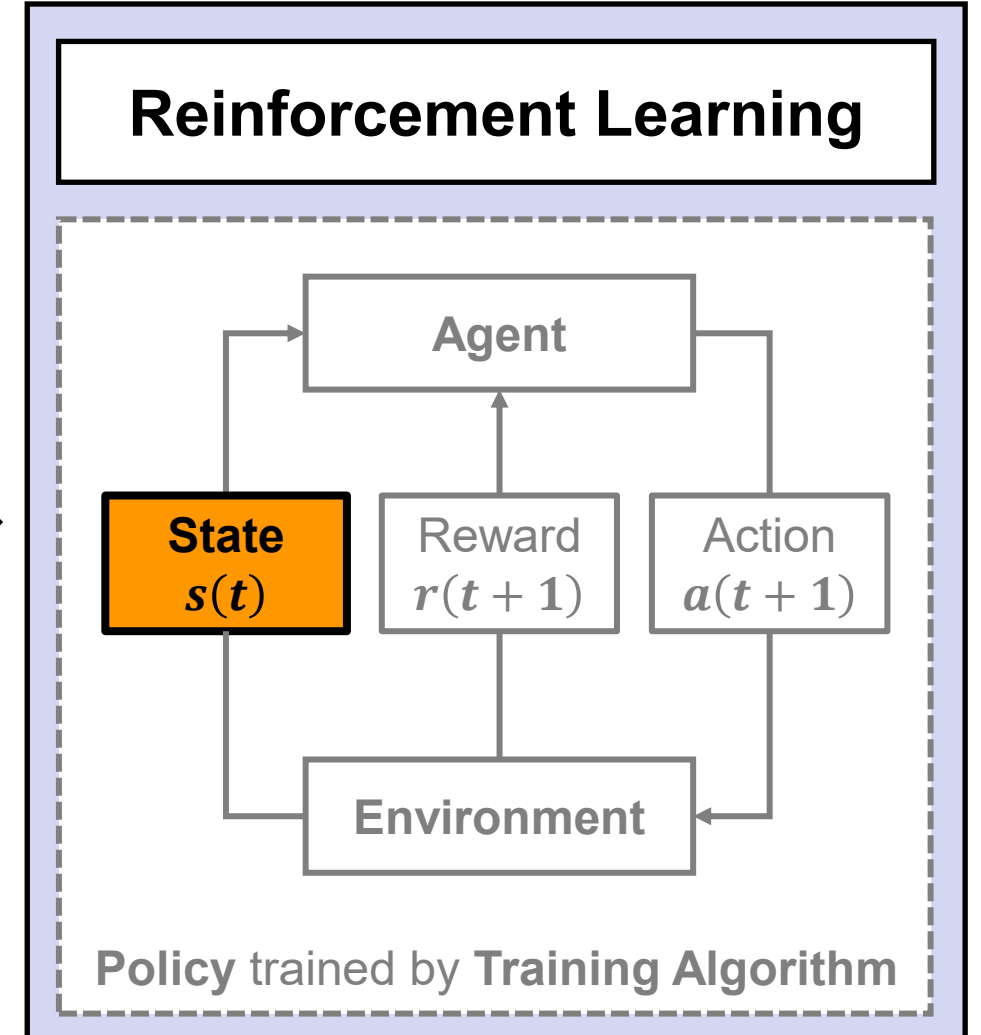 Reinforcement Learning
Agent
State
s(t)
Reward
r(t + 1)
Action
a(t + 1)
Environment
Policy trained by Training Algorithm